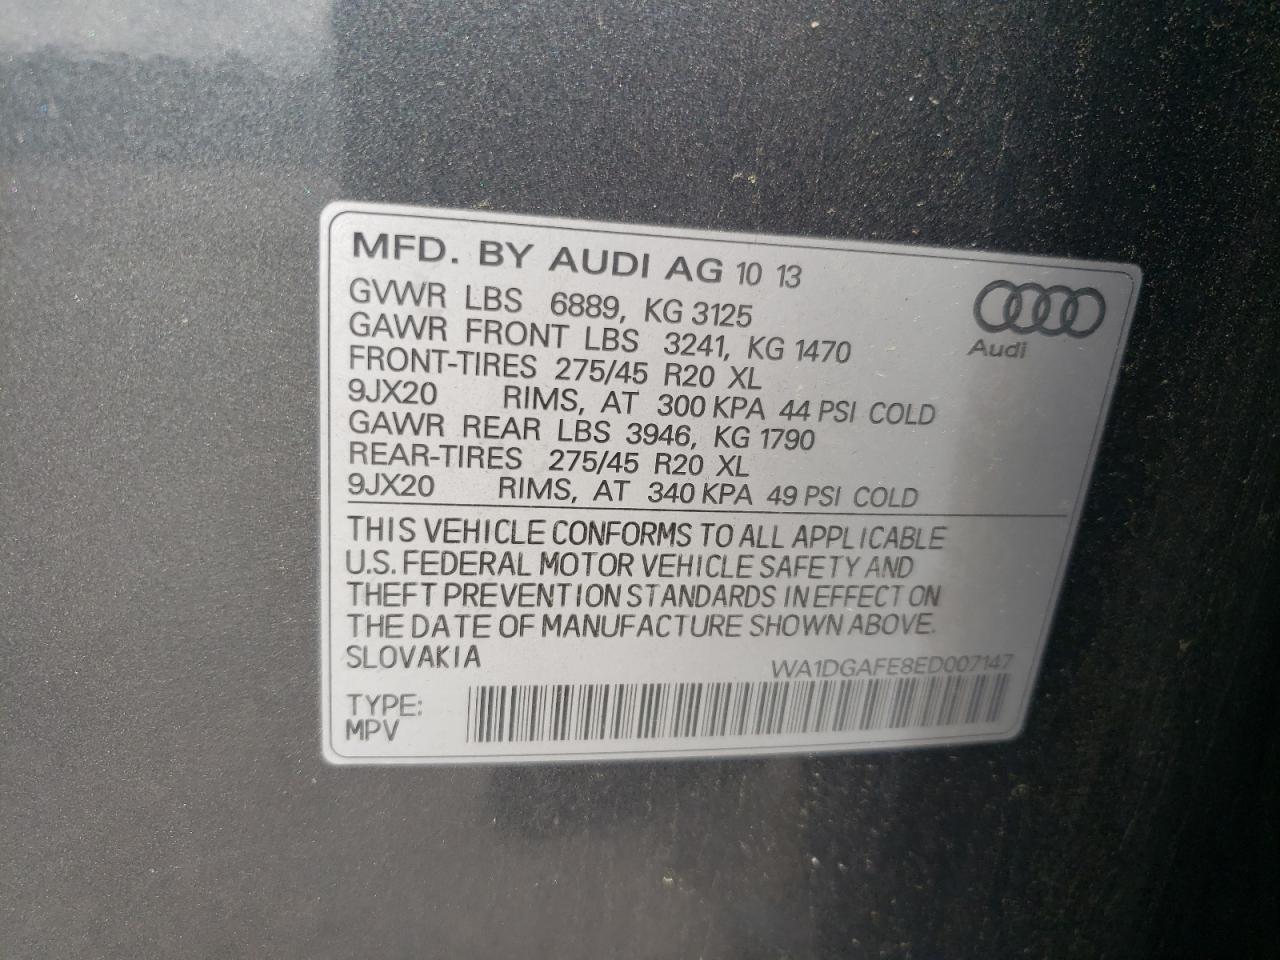 MFD. BY AUDI AG 10 13
GVWR LBS 6889, KG 3125
GAWR FRONT LBS 3241, KG 1470
FRONT-TIRES 275/45 R20 XL
9JX20 RIMS, AT 300 KPA 44 PSI COLD
GAWR REAR LBS 3946, KG 1790
REAR-TIRES 275/45 R20 XL
9JX20 RIMS, AT 340 KPA 49 PSI COLD
Audi
THIS VEHICLE CONFORMS TO ALL APPLICABLE
U.S. FEDERAL MOTOR VEHICLE SAFETY AND
THEFT PREVENTION STANDARDS IN EFFECT ON
THE DATE OF MANUFACTURE SHOWN ABOVE.
SLOVAKIA
WA1DGAFE8ED007147
TYPE:
MPV